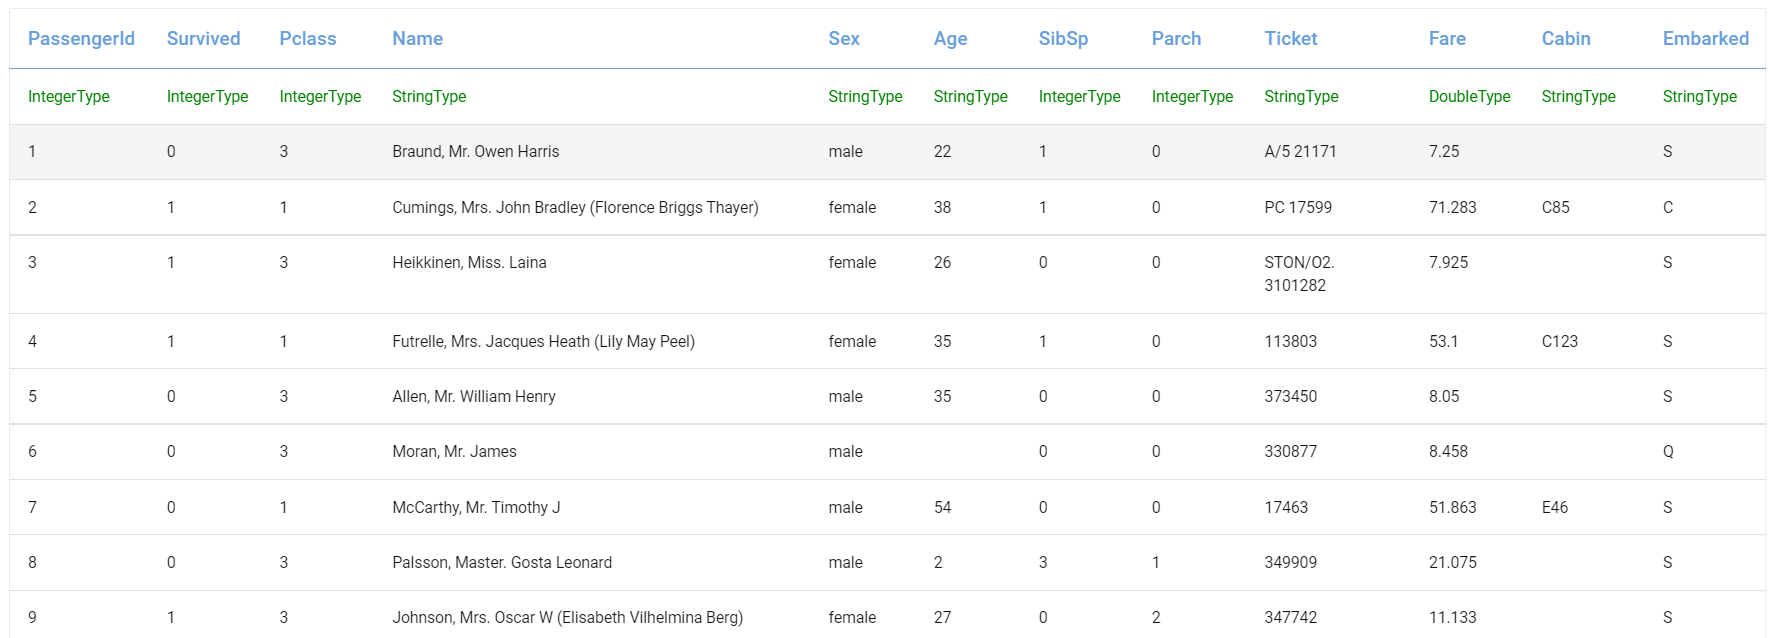 PassengerId Survived Pclass Name Sex Age SibSp Parch Ticket Fare Cabin Embarked
IntegerType IntegerType IntegerType StringType StringType StringType IntegerType IntegerType StringType DoubleType StringType StringType
1 0 3 Braund, Mr. Owen Harris male 22 1 0 A/5 21171 7.25 S
2 1 1 Cumings, Mrs. John Bradley (Florence Briggs Thayer) female 38 1 0 PC 17599 71.283 C85 C
3 1 3 Heikkinen, Miss. Laina female 26 0 0 STON/O2. 7.925 S
3101282
4 1 1 Futrelle, Mrs. Jacques Heath (Lily May Peel) female 35 1 0 113803 53.1 C123 S
5 0 3 Allen, Mr. William Henry male 35 0 0 373450 8.05 S
6 0 3 Moran, Mr. James male 0 0 330877 8.458 Q
7 0 1 McCarthy, Mr. Timothy J male 54 0 0 17463 51.863 E46 S
8 0 3 Palsson, Master. Gosta Leonard male 2 3 1 349909 21.075 S
9 1 3 Johnson, Mrs. Oscar W (Elisabeth Vilhelmina Berg) female 27 0 2 347742 11.133 S